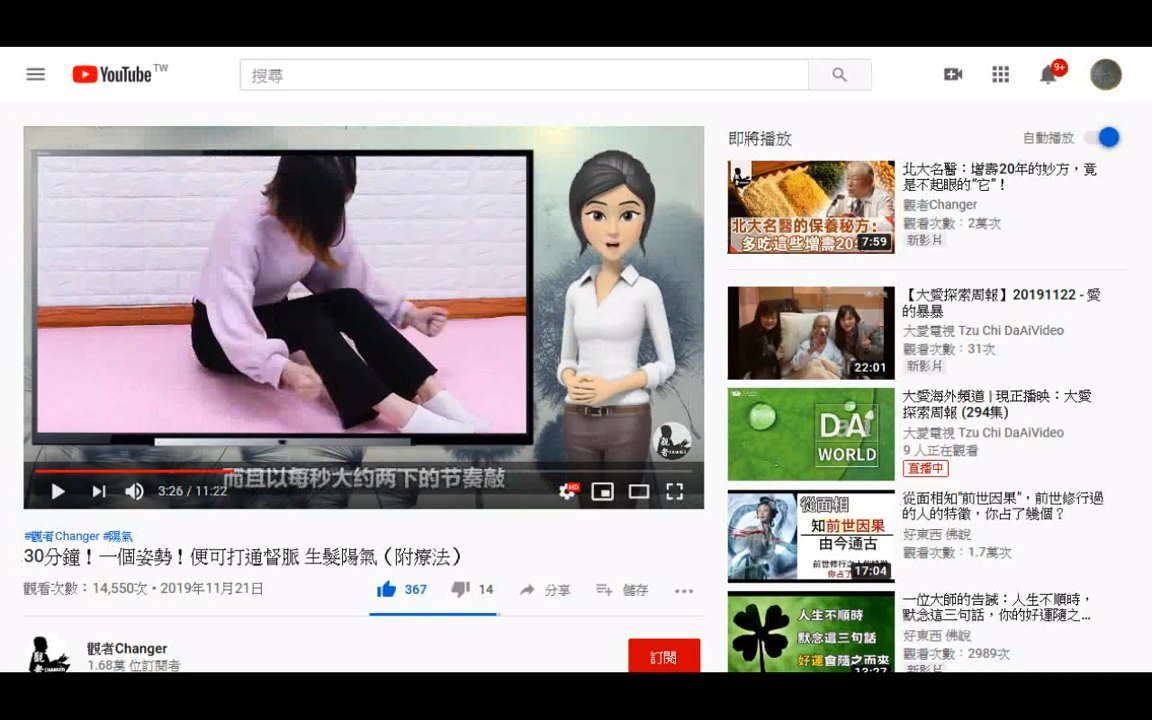 YouTube TW
搜尋
9+
而且以每秒大约两下的节奏敲
3:26 / 11:22
HD
#觀者Changer #陽氣
30分鐘！一個姿勢！便可打通督脈 生髮陽氣（附療法）
觀看次數：14,550次 • 2019年11月21日
367
14
分享
儲存
觀者Changer
1.68萬 位訂閱者
訂閱
即將播放
自動播放
北大名醫的保養秘方：
多吃這些增壽20
7:59
北大名醫：增壽20年的妙方，竟
是不起眼的“它”！
觀者Changer
觀看次數：2萬次
新影片
22:01
【大愛探索周報】20191122 - 愛
的暴暴
大愛電視 Tzu Chi DaAiVideo
觀看次數：31次
新影片
DaAi
WORLD
大愛海外頻道 | 現正播映：大愛
探索周報 (294集)
大愛電視 Tzu Chi DaAiVideo
9 人正在觀看
直播中
從面相
知前世因果
由今通古
17:04
從面相知"前世因果"，前世修行過
的人的特徵，你占了幾個？
好東西 佛說
觀看次數：1.7萬次
人生不順時
默念這三句話
好運會隨之而來
13:27
一位大師的告誡：人生不順時，
默念這三句話，你的好運隨之...
好東西 佛說
觀看次數：2989次
新影片